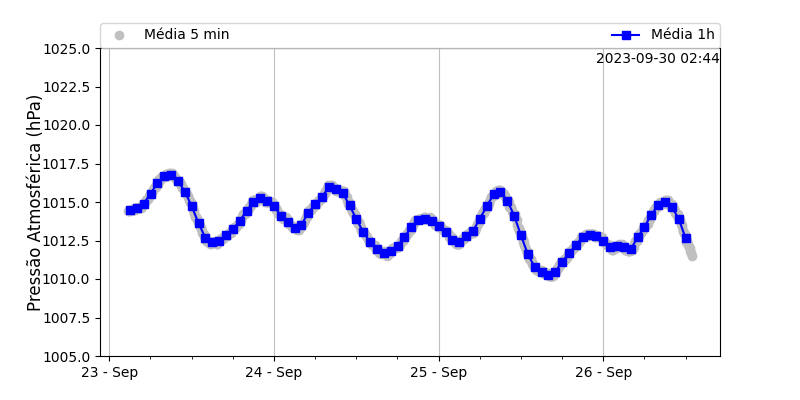 Média 5 min
Média 1h
2023-09-30 02:44
Pressão Atmosférica (hPa)
1025.0
1022.5
1020.0
1017.5
1015.0
1012.5
1010.0
1007.5
1005.0
23 - Sep
24 - Sep
25 - Sep
26 - Sep